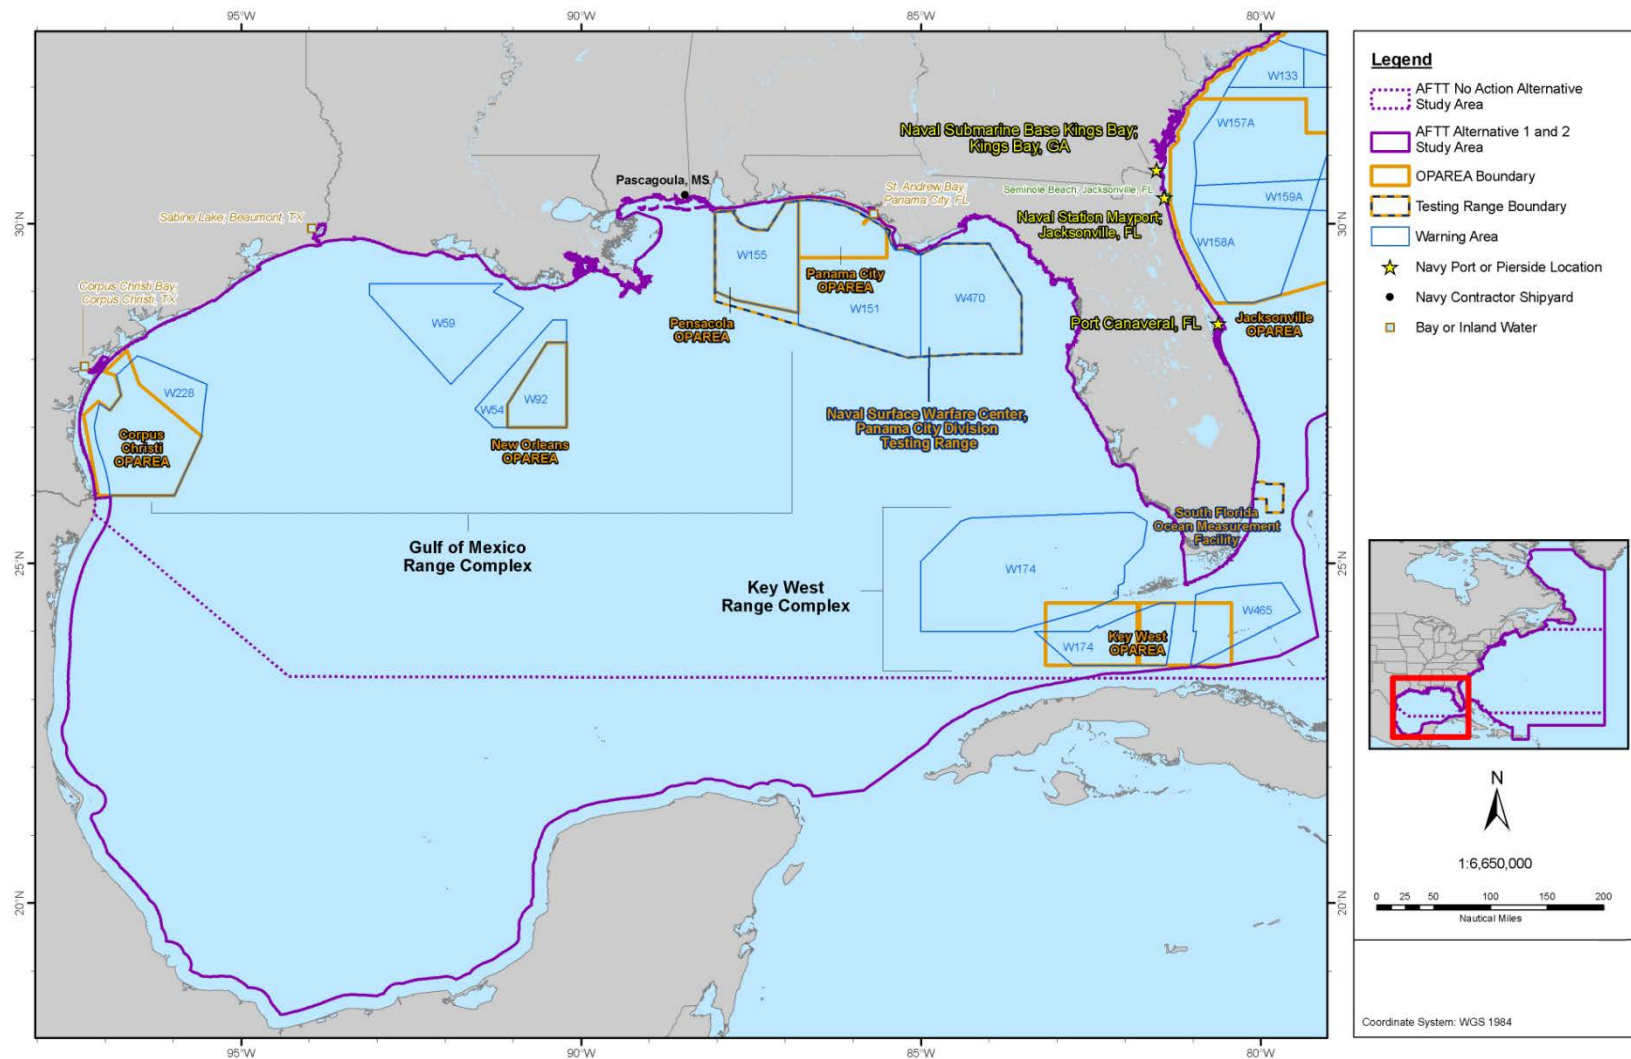 95°W
90°W
85°W
80°W
W133
W157A
Naval Submarine Base Kings Bay;
Kings Bay, GA
Pascagoula, MS
St. Andrew Bay,
Panama City, FL
Seminole Beach, Jacksonville, FL
W159A
Sabine Lake; Beaumont, TX
30°N
30°N
Naval Station Mayport;
Jacksonville, FL
W158A
W155
Panama City
OPAREA
Corpus Christi Bay,
Corpus Christi, TX
W59
W151
W470
Pensacola
OPAREA
Port Canaveral, FL
Jacksonville
OPAREA
W228
W54
W92
Naval Surface Warfare Center,
Panama City Division
Testing Range
Corpus
Christi
OPAREA
New Orleans
OPAREA
South Florida
Ocean Measurement
Facility
Gulf of Mexico
Range Complex
25°N
25°N
W174
Key West
Range Complex
W465
W174
Key West
OPAREA
20°N
20°N
95°W
90°W
85°W
80°W
Legend
AFTT No Action Alternative
Study Area
AFTT Alternative 1 and 2
Study Area
OPAREA Boundary
Testing Range Boundary
Warning Area
Navy Port or Pierside Location
Navy Contractor Shipyard
Bay or Inland Water
N
1:6,650,000
0 25 50 100 150 200
Nautical Miles
Coordinate System: WGS 1984